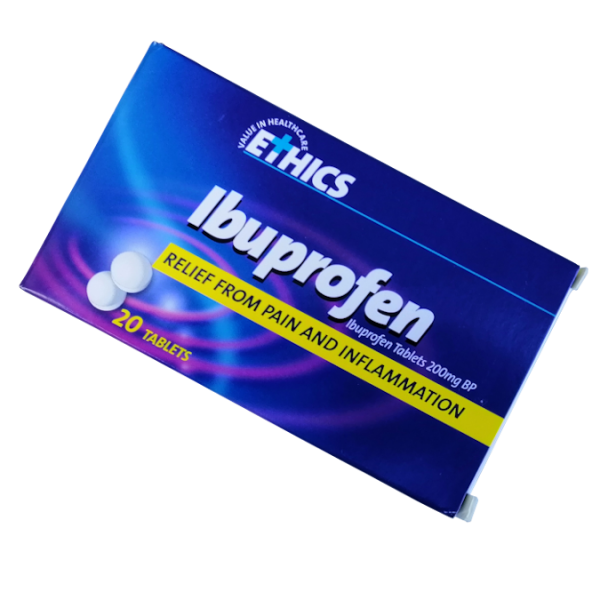 VALUE IN HEALTHCARE
ETHICS
Ibuprofen
Ibuprofen Tablets 200mg BP
RELIEF FROM PAIN AND INFLAMMATION
20 TABLETS